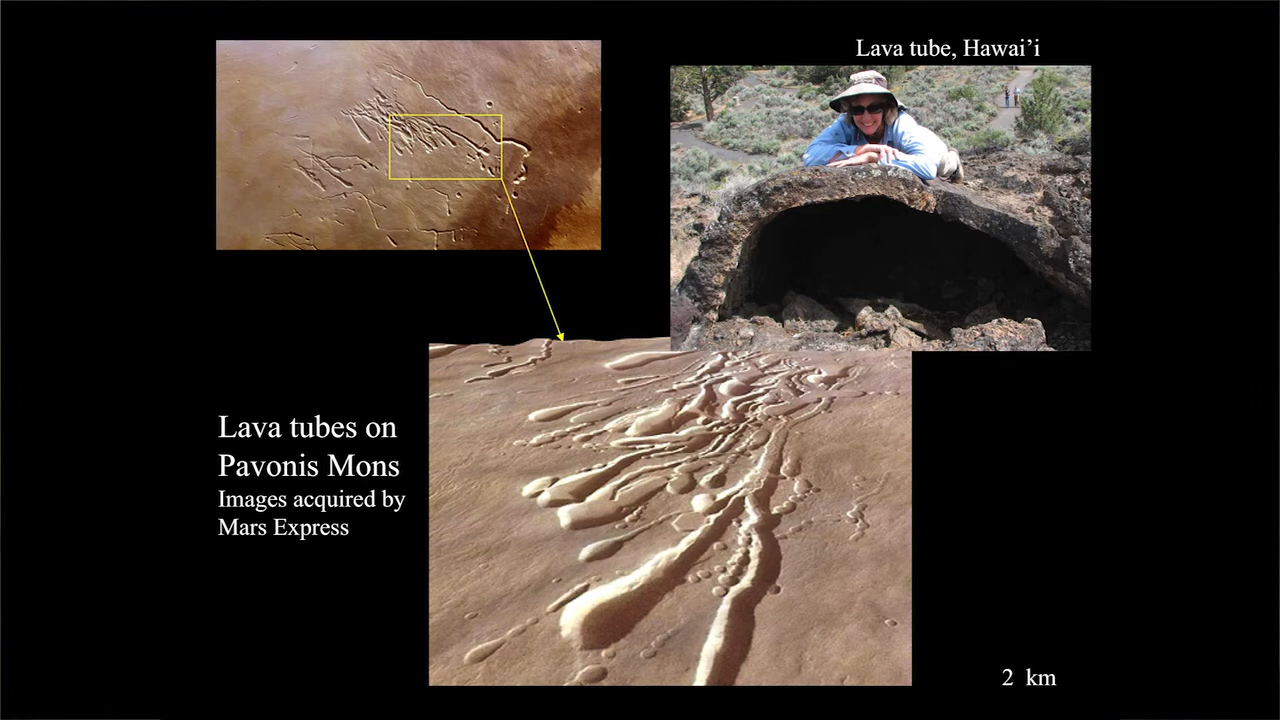 Lava tube, Hawai’i
Lava tubes on
Pavonis Mons
Images acquired by
Mars Express
2 km